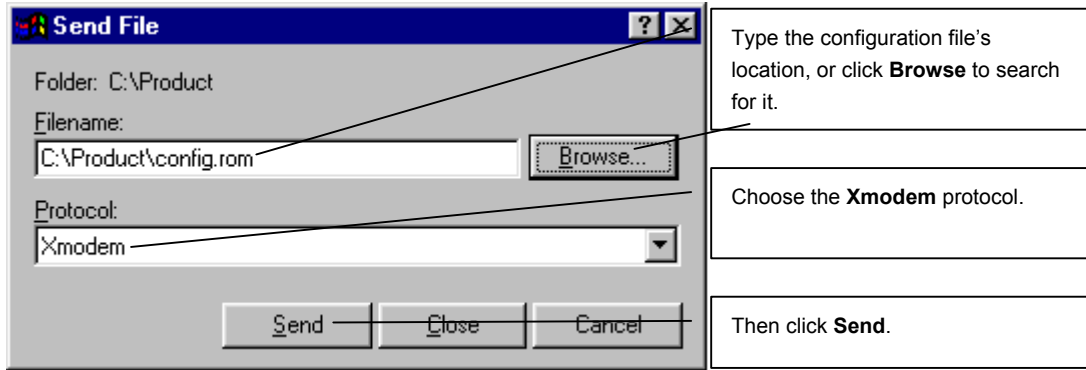 Send File
? X
Folder: C:\Product
Filename:
C:\Product\config.rom
Browse...
Protocol:
Xmodem
Send
Close
Cancel
Type the configuration file's
location, or click Browse to search
for it.
Choose the Xmodem protocol.
Then click Send.